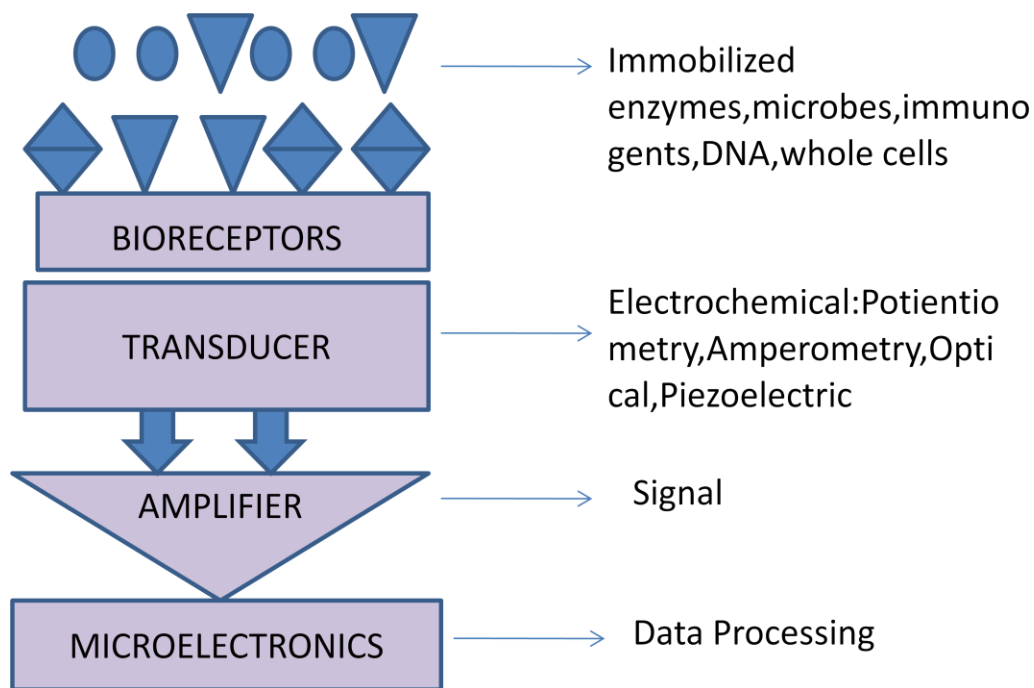 Immobilized
enzymes,microbes,immuno
gents,DNA,whole cells
BIORECEPTORS
Electrochemical:Potientio
metry,Amperometry,Opti
cal,Piezoelectric
TRANSDUCER
AMPLIFIER
Signal
MICROELECTRONICS
Data Processing